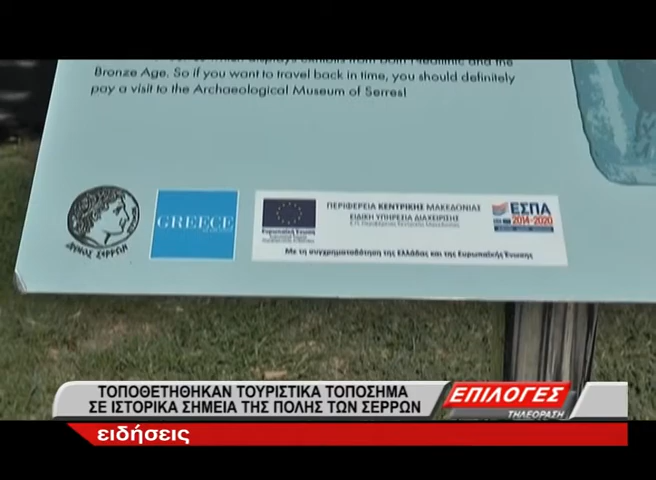 Bronze Age. So if you want to travel back in time, you should definitely
pay a visit to the Archaeological Museum of Serres!
ΔΗΜΟΣ ΣΕΡΡΩΝ
GREECE
Ευρωπαϊκή Ένωση
ΠΕΡΙΦΕΡΕΙΑ ΚΕΝΤΡΙΚΗΣ ΜΑΚΕΔΟΝΙΑΣ
ΕΙΔΙΚΗ ΥΠΗΡΕΣΙΑ ΔΙΑΧΕΙΡΙΣΗΣ
ΕΣΠΑ
2014-2020
Με τη συγχρηματοδότηση της Ελλάδας και της Ευρωπαϊκής Ένωσης
ΤΟΠΟΘΕΤΗΘΗΚΑΝ ΤΟΥΡΙΣΤΙΚΑ ΤΟΠΟΣΗΜΑ
ΣΕ ΙΣΤΟΡΙΚΑ ΣΗΜΕΙΑ ΤΗΣ ΠΟΛΗΣ ΤΩΝ ΣΕΡΡΩΝ
ΕΠΙΛΟΓΕΣ
ΤΗΛΕΟΡΑΣΗ
ειδήσεις